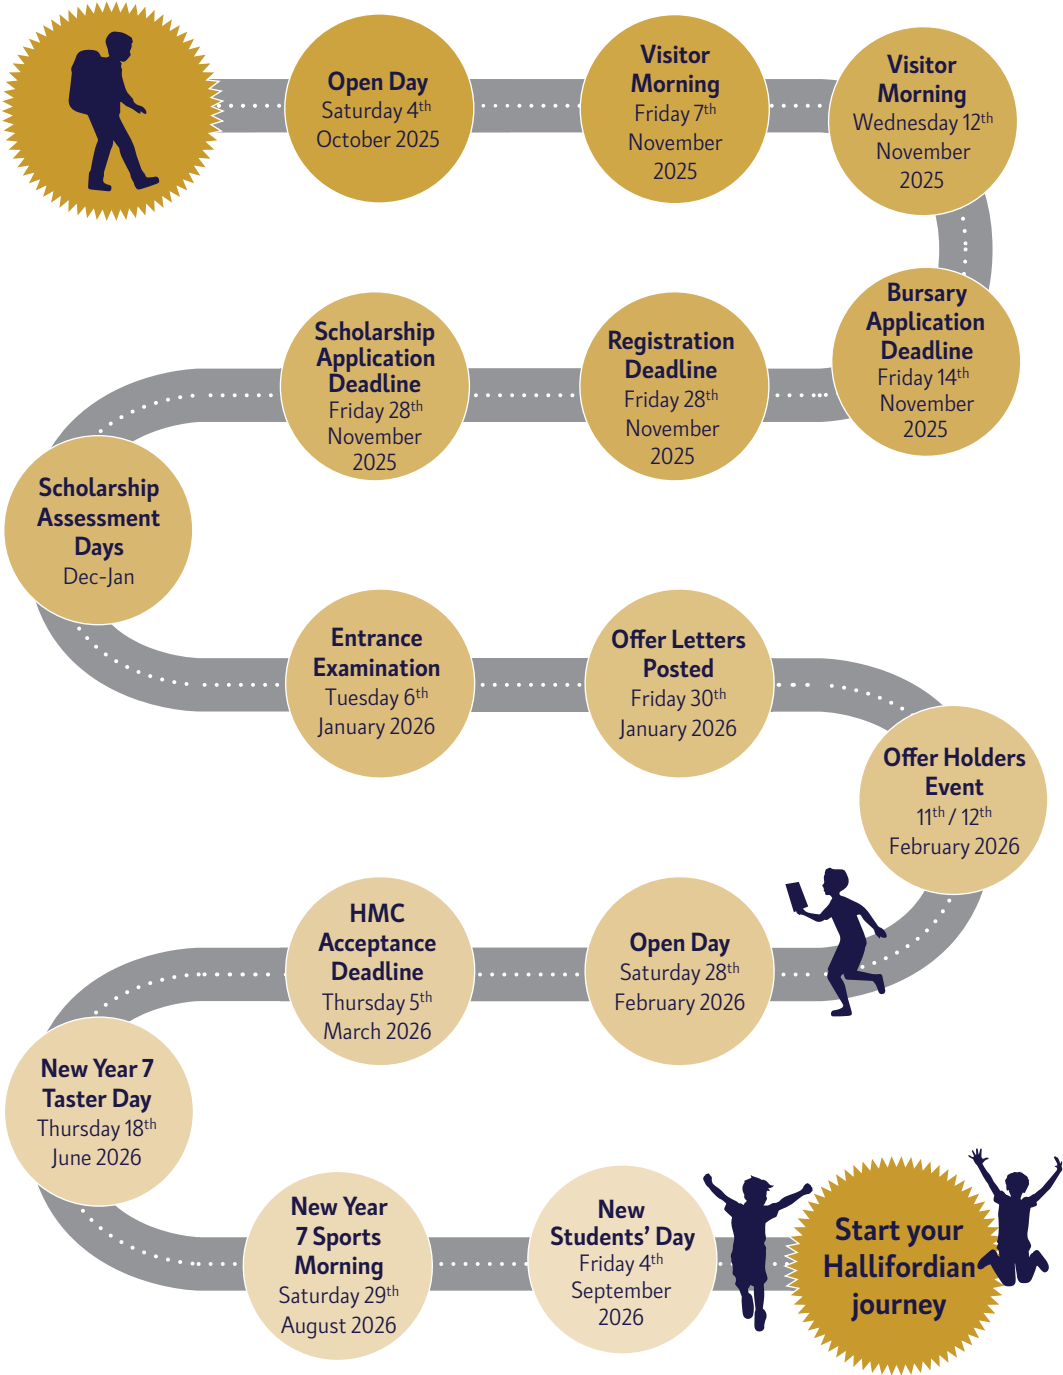 Open Day
Saturday 4th
October 2025
Visitor
Morning
Friday 7th
November
2025
Visitor
Morning
Wednesday 12th
November
2025
Bursary
Application
Deadline
Friday 14th
November
2025
Registration
Deadline
Friday 28th
November
2025
Scholarship
Application
Deadline
Friday 28th
November
2025
Scholarship
Assessment
Days
Dec-Jan
Entrance
Examination
Tuesday 6th
January 2026
Offer Letters
Posted
Friday 30th
January 2026
Offer Holders
Event
11th / 12th
February 2026
Open Day
Saturday 28th
February 2026
HMC
Acceptance
Deadline
Thursday 5th
March 2026
New Year 7
Taster Day
Thursday 18th
June 2026
New Year
7 Sports
Morning
Saturday 29th
August 2026
New
Students’ Day
Friday 4th
September
2026
Start your
Hallifordian
journey